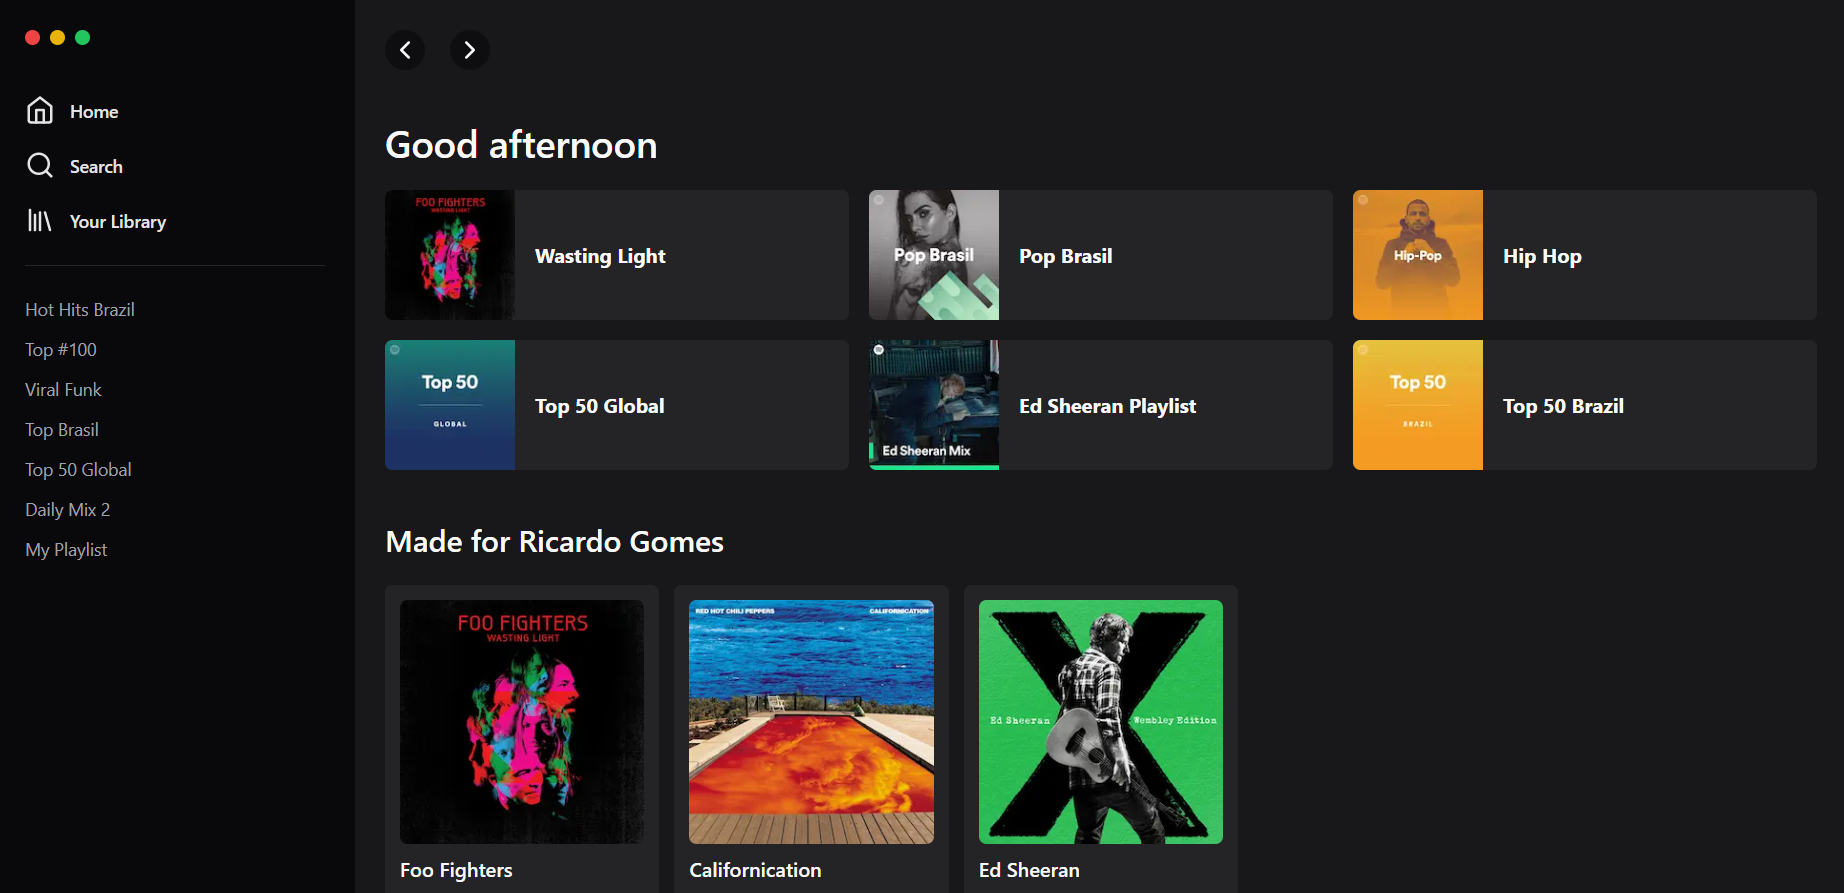 Home
Search
Your Library
Hot Hits Brazil
Top #100
Viral Funk
Top Brasil
Top 50 Global
Daily Mix 2
My Playlist
Good afternoon
FOO FIGHTERS
WASTING LIGHT
Wasting Light
Pop Brasil
Pop Brasil
Hip-Pop
Hip Hop
Top 50
GLOBAL
Top 50 Global
Ed Sheeran Mix
Ed Sheeran Playlist
Top 50
BRAZIL
Top 50 Brazil
Made for Ricardo Gomes
FOO FIGHTERS
WASTING LIGHT
Foo Fighters
RED HOT CHILI PEPPERS
CALIFORNICATION
Californication
Ed Sheeran
Wembley Edition
Ed Sheeran